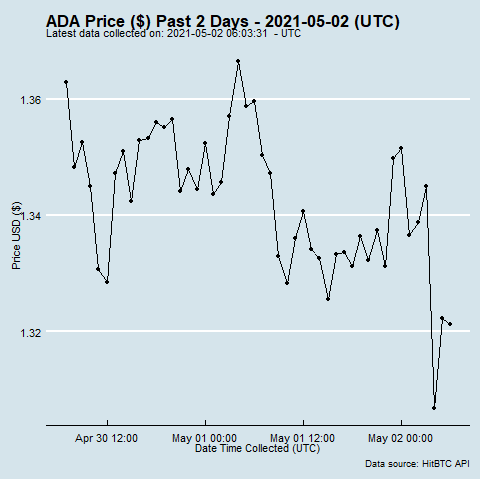 ADA Price ($) Past 2 Days - 2021-05-02 (UTC)
Latest data collected on: 2021-05-02 06:03:31  - UTC
1.36
1.34
1.32
Price USD ($)
Apr 30 12:00
May 01 00:00
May 01 12:00
May 02 00:00
Date Time Collected (UTC)
Data source: HitBTC API